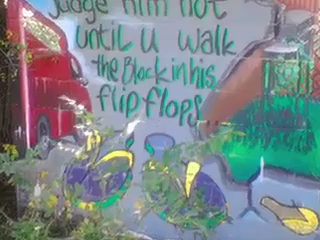 Judge him not
until u walk
the Block in his
flip flops